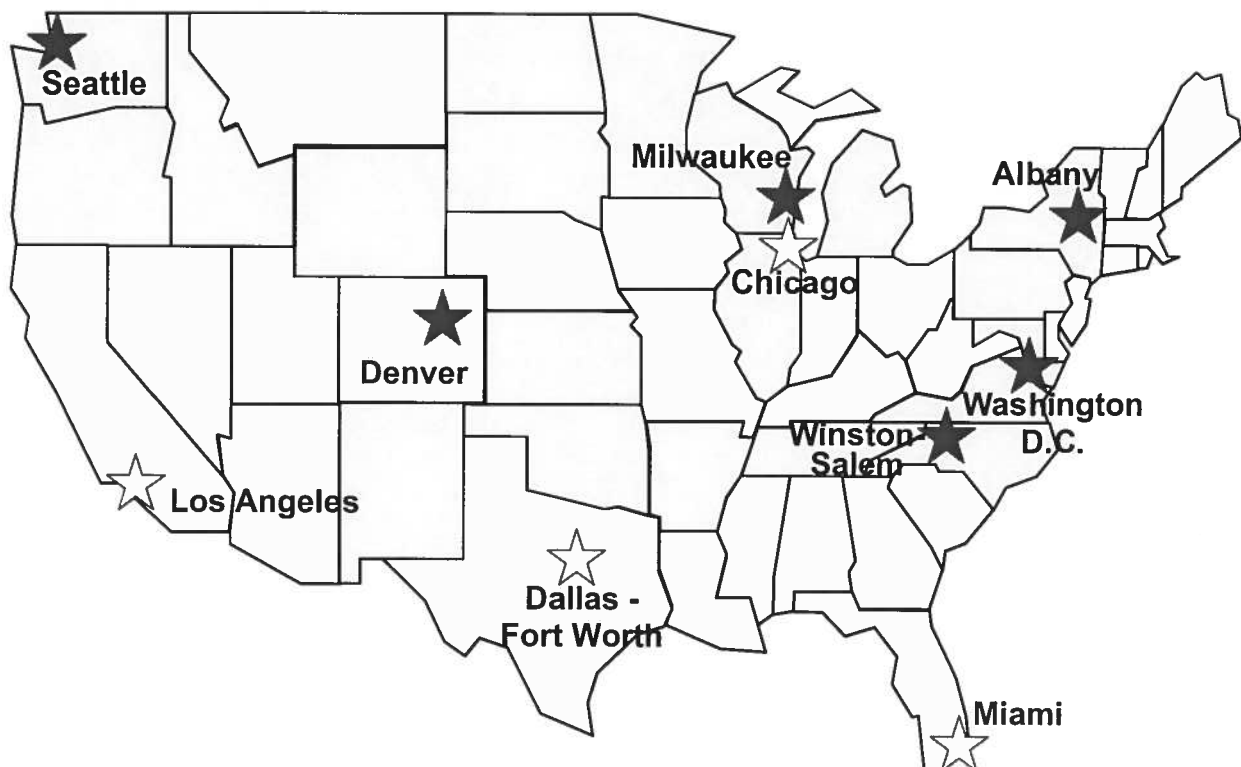 Seattle
Milwaukee
Albany
Chicago
Denver
Washington
D.C.
Winston-
Salem
Los Angeles
Dallas -
Fort Worth
Miami